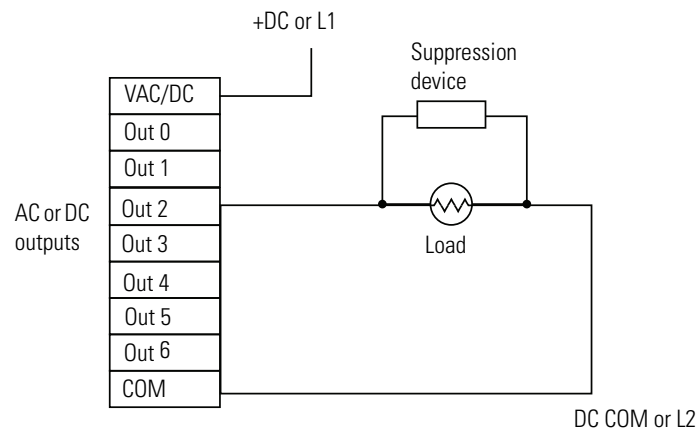 +DC or L1
Suppression
device
VAC/DC
Out 0
Out 1
Out 2
Out 3
Out 4
Out 5
Out 6
COM
AC or DC
outputs
Load
DC COM or L2